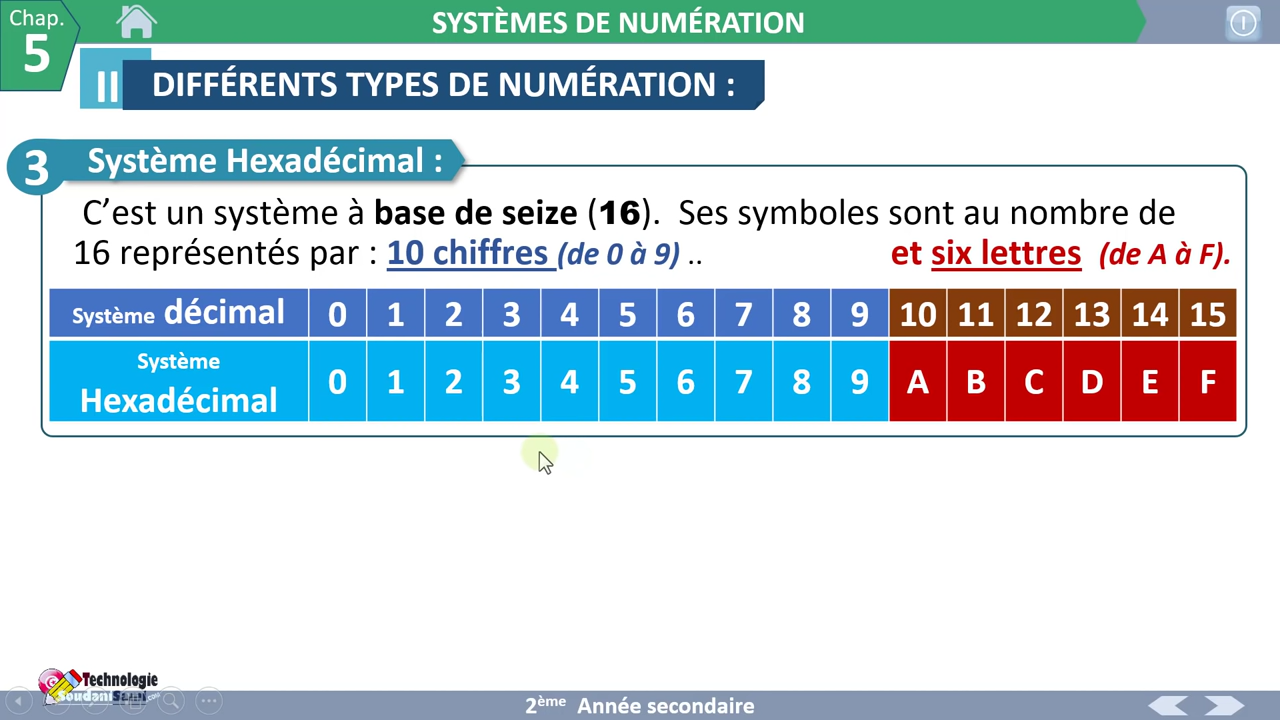 Chap.
5
SYSTÈMES DE NUMÉRATION
II
DIFFÉRENTS TYPES DE NUMÉRATION :
3
Système Hexadécimal :
C’est un système à base de seize (16). Ses symboles sont au nombre de
16 représentés par : 10 chiffres (de 0 à 9) .. et six lettres (de A à F).
Système décimal 0 1 2 3 4 5 6 7 8 9 10 11 12 13 14 15
Système
Hexadécimal 0 1 2 3 4 5 6 7 8 9 A B C D E F
Technologie
SoudaniSami
2ème Année secondaire